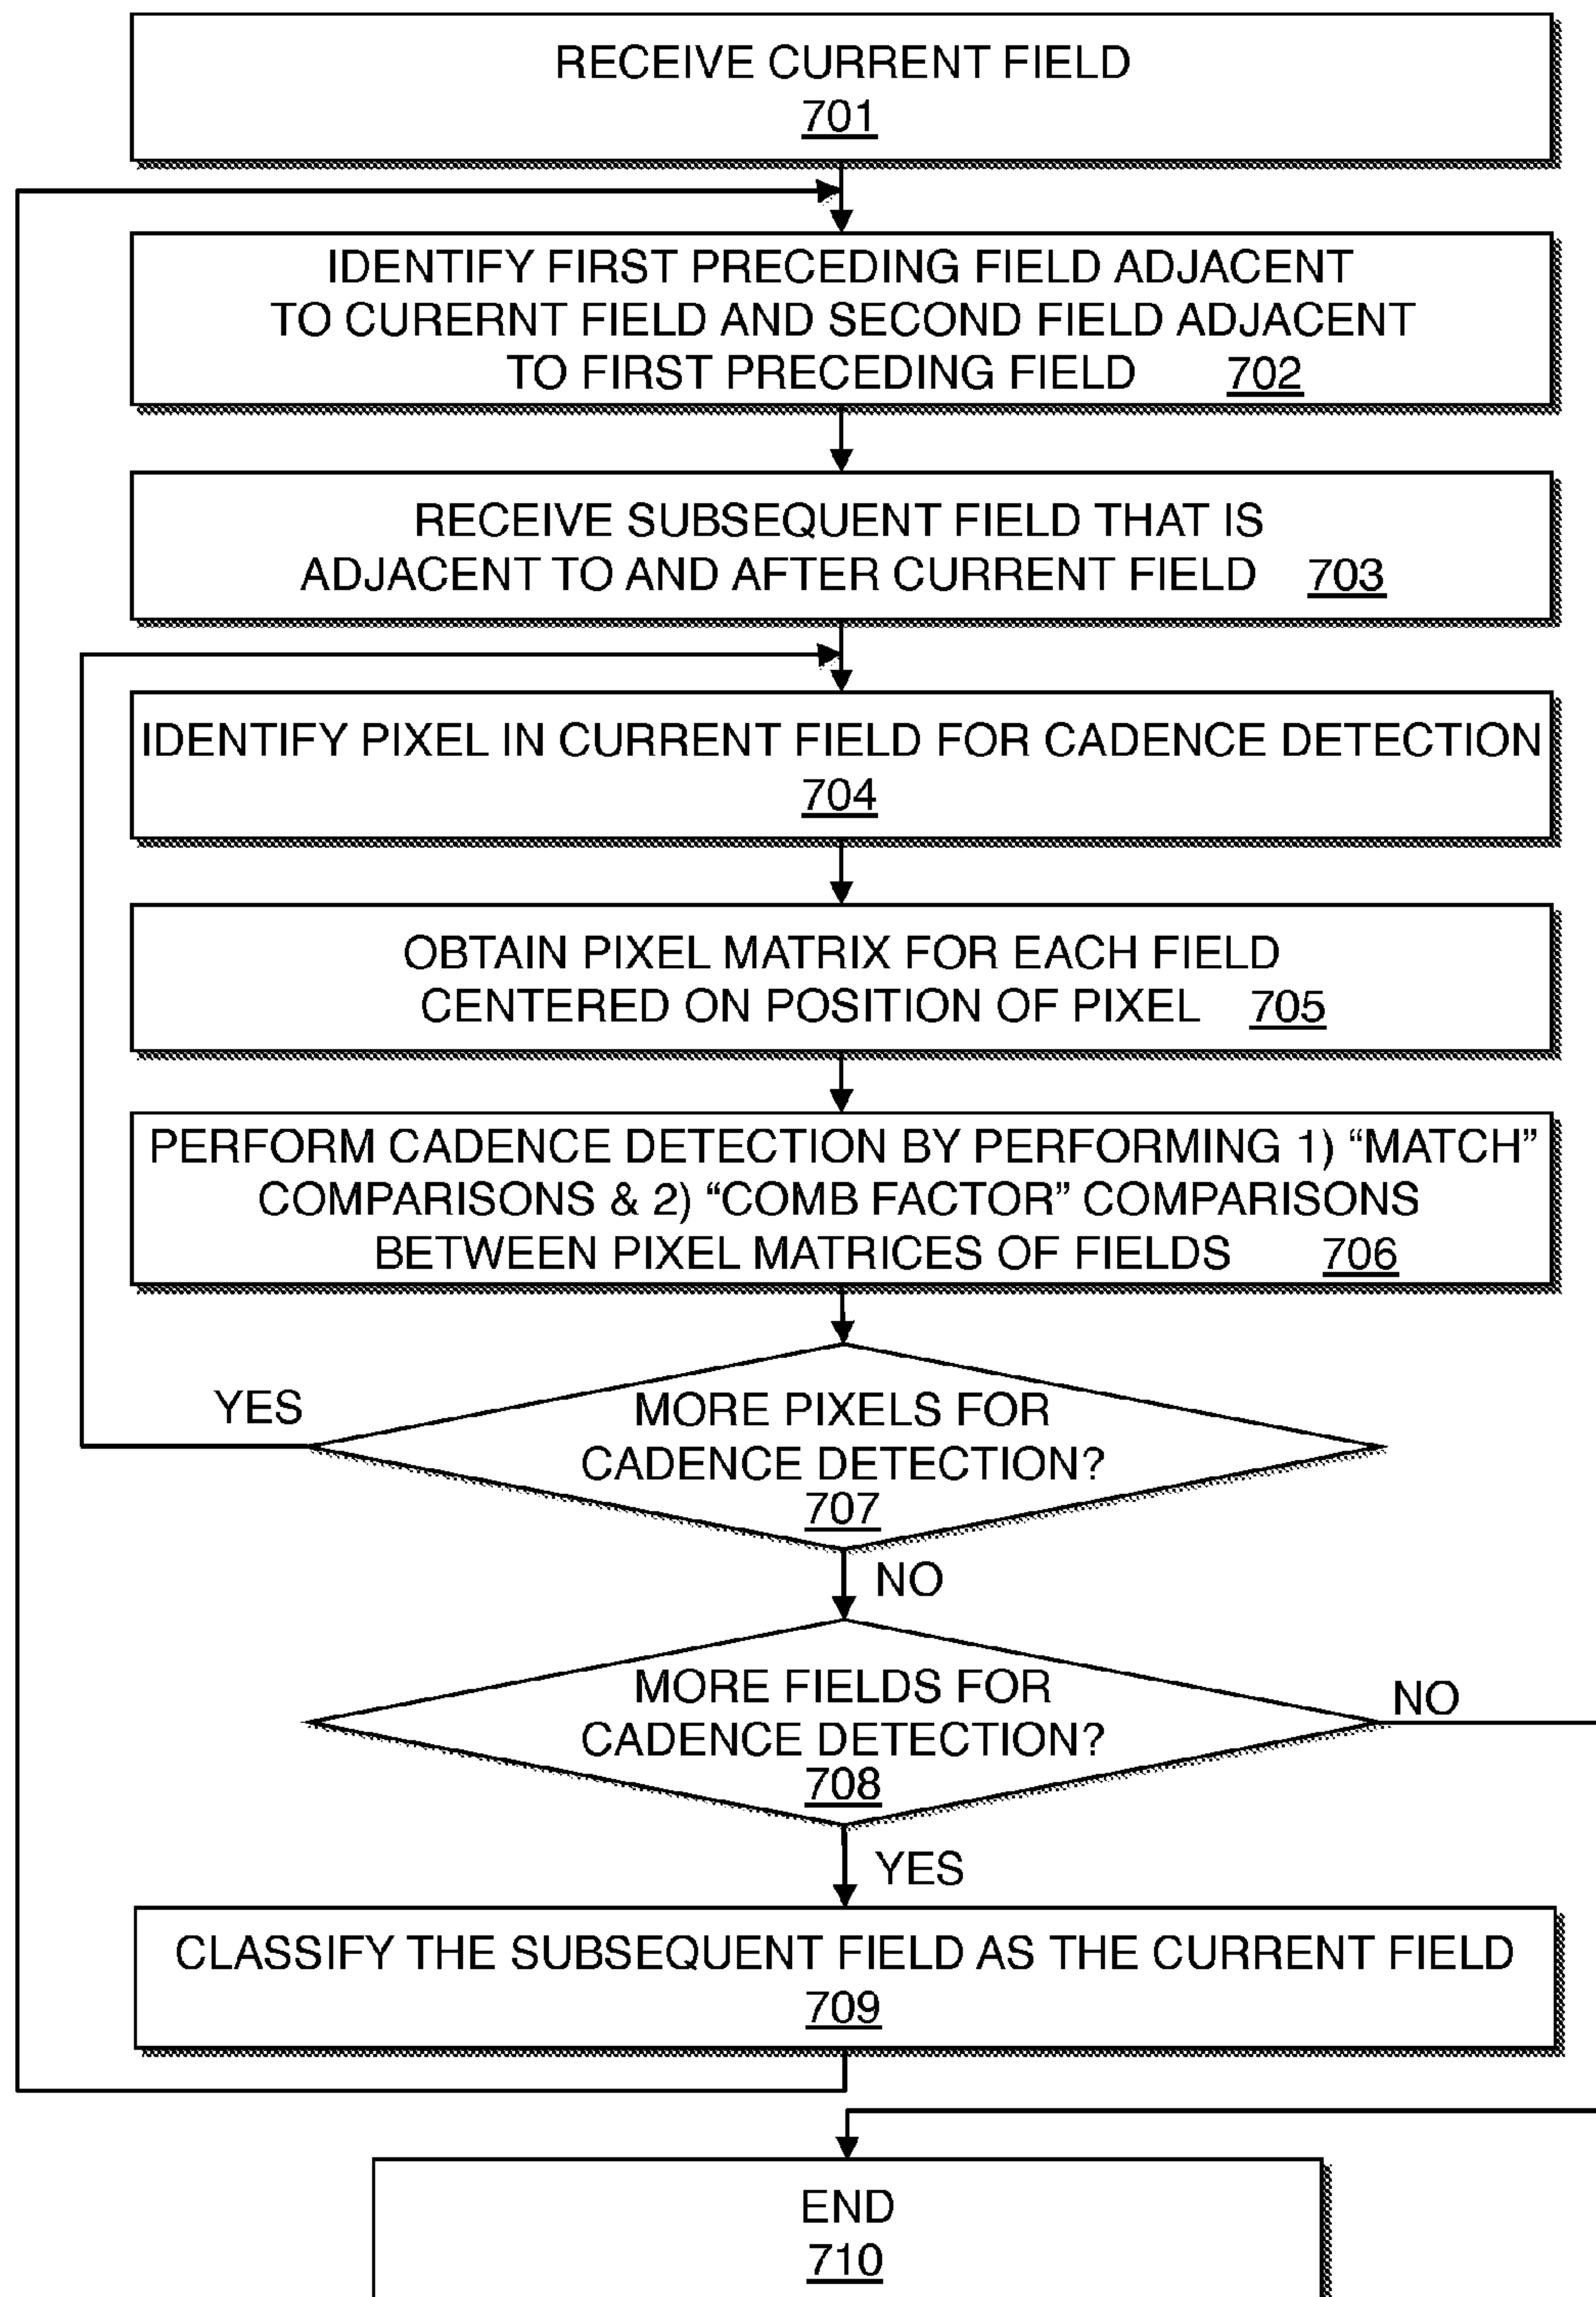 RECEIVE CURRENT FIELD
701
IDENTIFY FIRST PRECEDING FIELD ADJACENT
TO CURERNT FIELD AND SECOND FIELD ADJACENT
TO FIRST PRECEDING FIELD 702
RECEIVE SUBSEQUENT FIELD THAT IS
ADJACENT TO AND AFTER CURRENT FIELD 703
IDENTIFY PIXEL IN CURRENT FIELD FOR CADENCE DETECTION
704
OBTAIN PIXEL MATRIX FOR EACH FIELD
CENTERED ON POSITION OF PIXEL 705
PERFORM CADENCE DETECTION BY PERFORMING 1) “MATCH”
COMPARISONS & 2) “COMB FACTOR” COMPARISONS
BETWEEN PIXEL MATRICES OF FIELDS 706
YES
MORE PIXELS FOR
CADENCE DETECTION?
707
NO
MORE FIELDS FOR
CADENCE DETECTION?
708
NO
YES
CLASSIFY THE SUBSEQUENT FIELD AS THE CURRENT FIELD
709
END
710